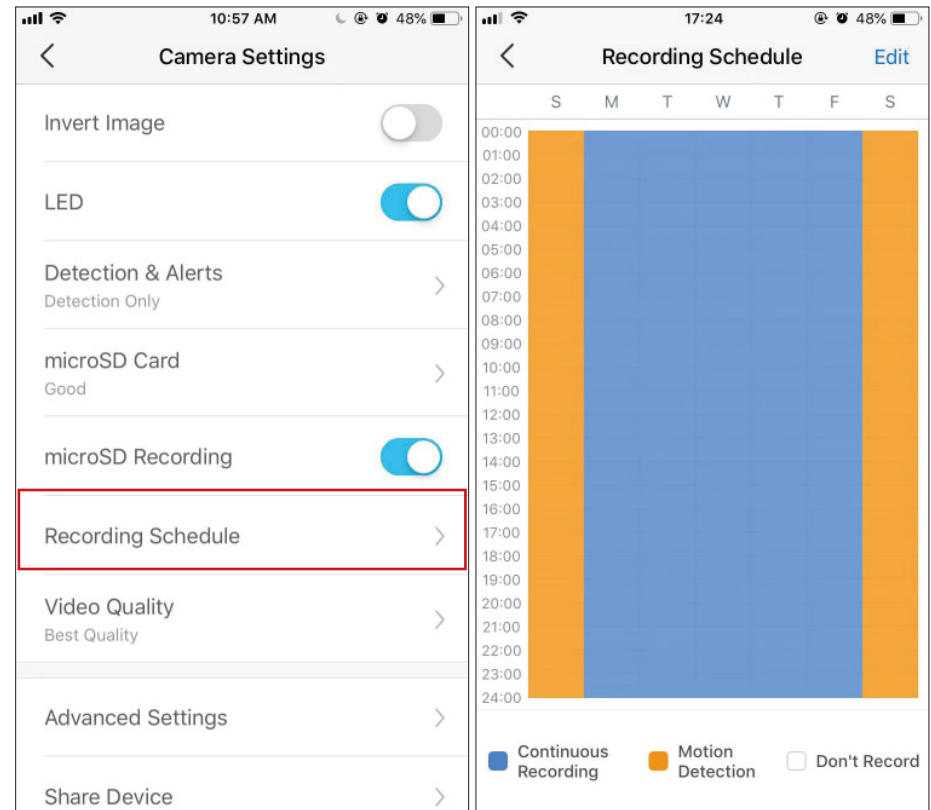 10:57 AM 48%
Camera Settings
Invert Image
LED
Detection & Alerts
Detection Only
microSD Card
Good
microSD Recording
Recording Schedule
Video Quality
Best Quality
Advanced Settings
Share Device
17:24 48%
Recording Schedule Edit
S M T W T F S
00:00
01:00
02:00
03:00
04:00
05:00
06:00
07:00
08:00
09:00
10:00
11:00
12:00
13:00
14:00
15:00
16:00
17:00
18:00
19:00
20:00
21:00
22:00
23:00
24:00
Continuous
Recording
Motion
Detection
Don't Record